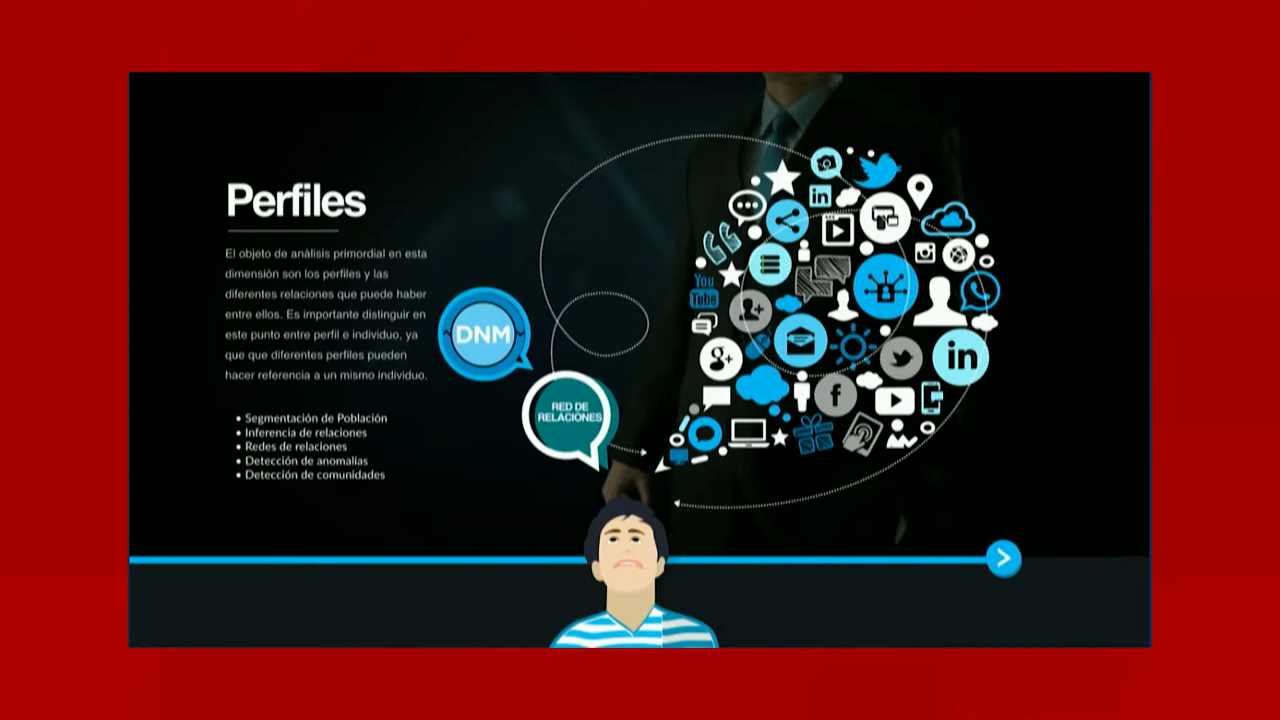 Perfiles
El objeto de análisis primordial en esta
dimensión son los perfiles y las
diferentes relaciones que puede haber
entre ellos. Es importante distinguir en
este punto entre perfil e individuo, ya
que que diferentes perfiles pueden
hacer referencia a un mismo individuo.
• Segmentación de Población
• Inferencia de relaciones
• Redes de relaciones
• Detección de anomalías
• Detección de comunidades
DNM
RED DE
RELACIONES
in
You
Tube
g+
in
f